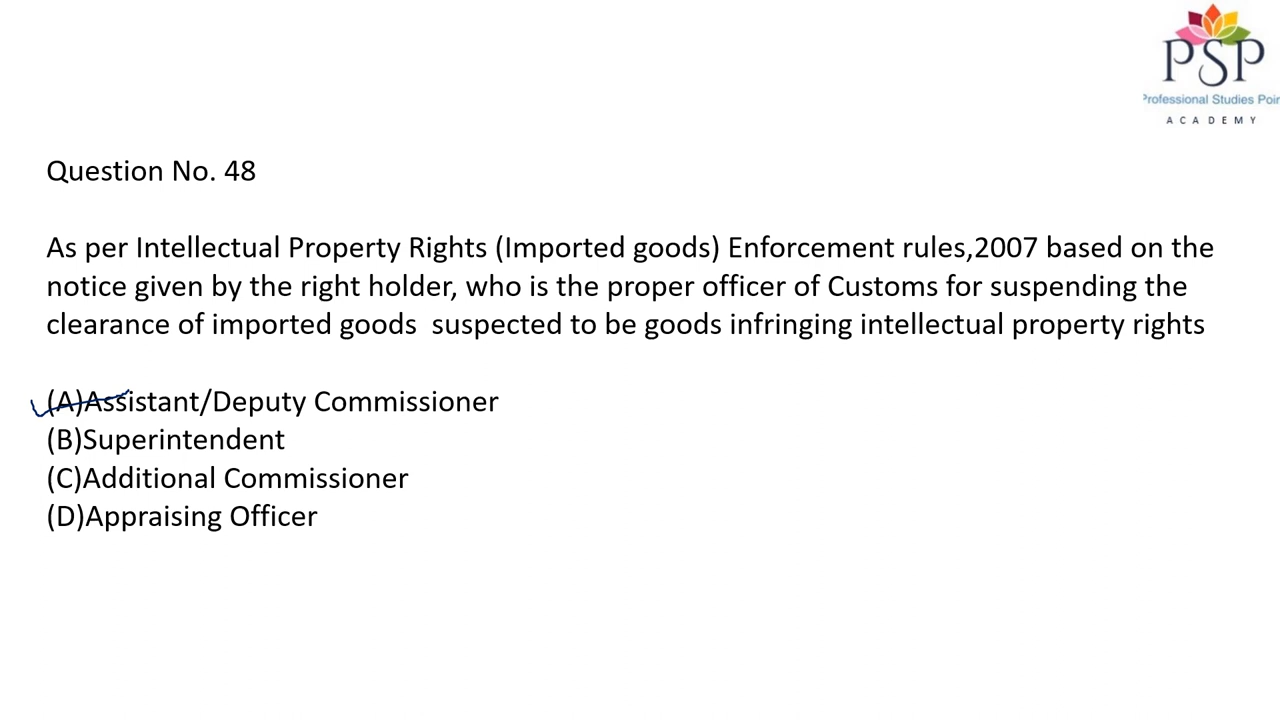 PSP
Professional Studies Poin
ACADEMY
Question No. 48
As per Intellectual Property Rights (Imported goods) Enforcement rules,2007 based on the
notice given by the right holder, who is the proper officer of Customs for suspending the
clearance of imported goods  suspected to be goods infringing intellectual property rights
(A)Assistant/Deputy Commissioner
(B)Superintendent
(C)Additional Commissioner
(D)Appraising Officer